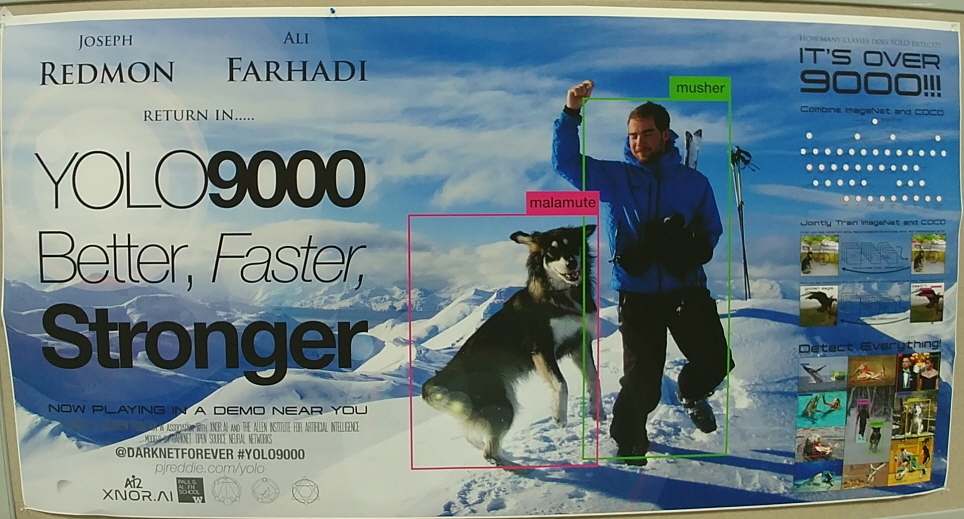 JOSEPH REDMON
ALI FARHADI
RETURN IN.....
YOLO9000
Better, Faster,
Stronger
NOW PLAYING IN A DEMO NEAR YOU
IN ASSOCIATION WITH XNOR.AI AND THE ALLEN INSTITUTE FOR ARTIFICIAL INTELLIGENCE
MODELS BY DARKNET: OPEN SOURCE NEURAL NETWORKS
@DARKNETFOREVER #YOLO9000
pjreddie.com/yolo
AI2
XNOR.AI
PAUL G. ALLEN SCHOOL
W
malamute
musher
HOW MANY CLASSES DOES YOLO DETECT?
IT'S OVER
9000!!!
Combine ImageNet and COCO
Jointly Train ImageNet and COCO
Detect Everything!